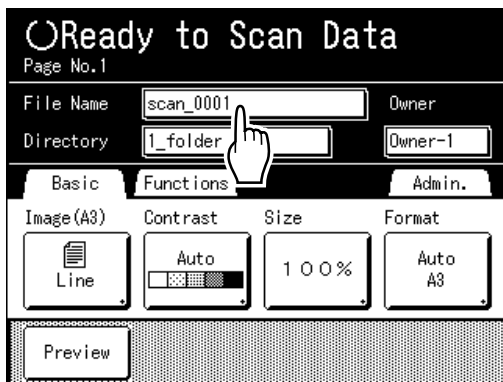 Ready to Scan Data
Page No.1
File Name scan_0001 Owner
Directory 1_folder Owner-1
Basic Functions Admin.
Image(A3) Contrast Size Format
Line Auto 100% Auto
A3
Preview